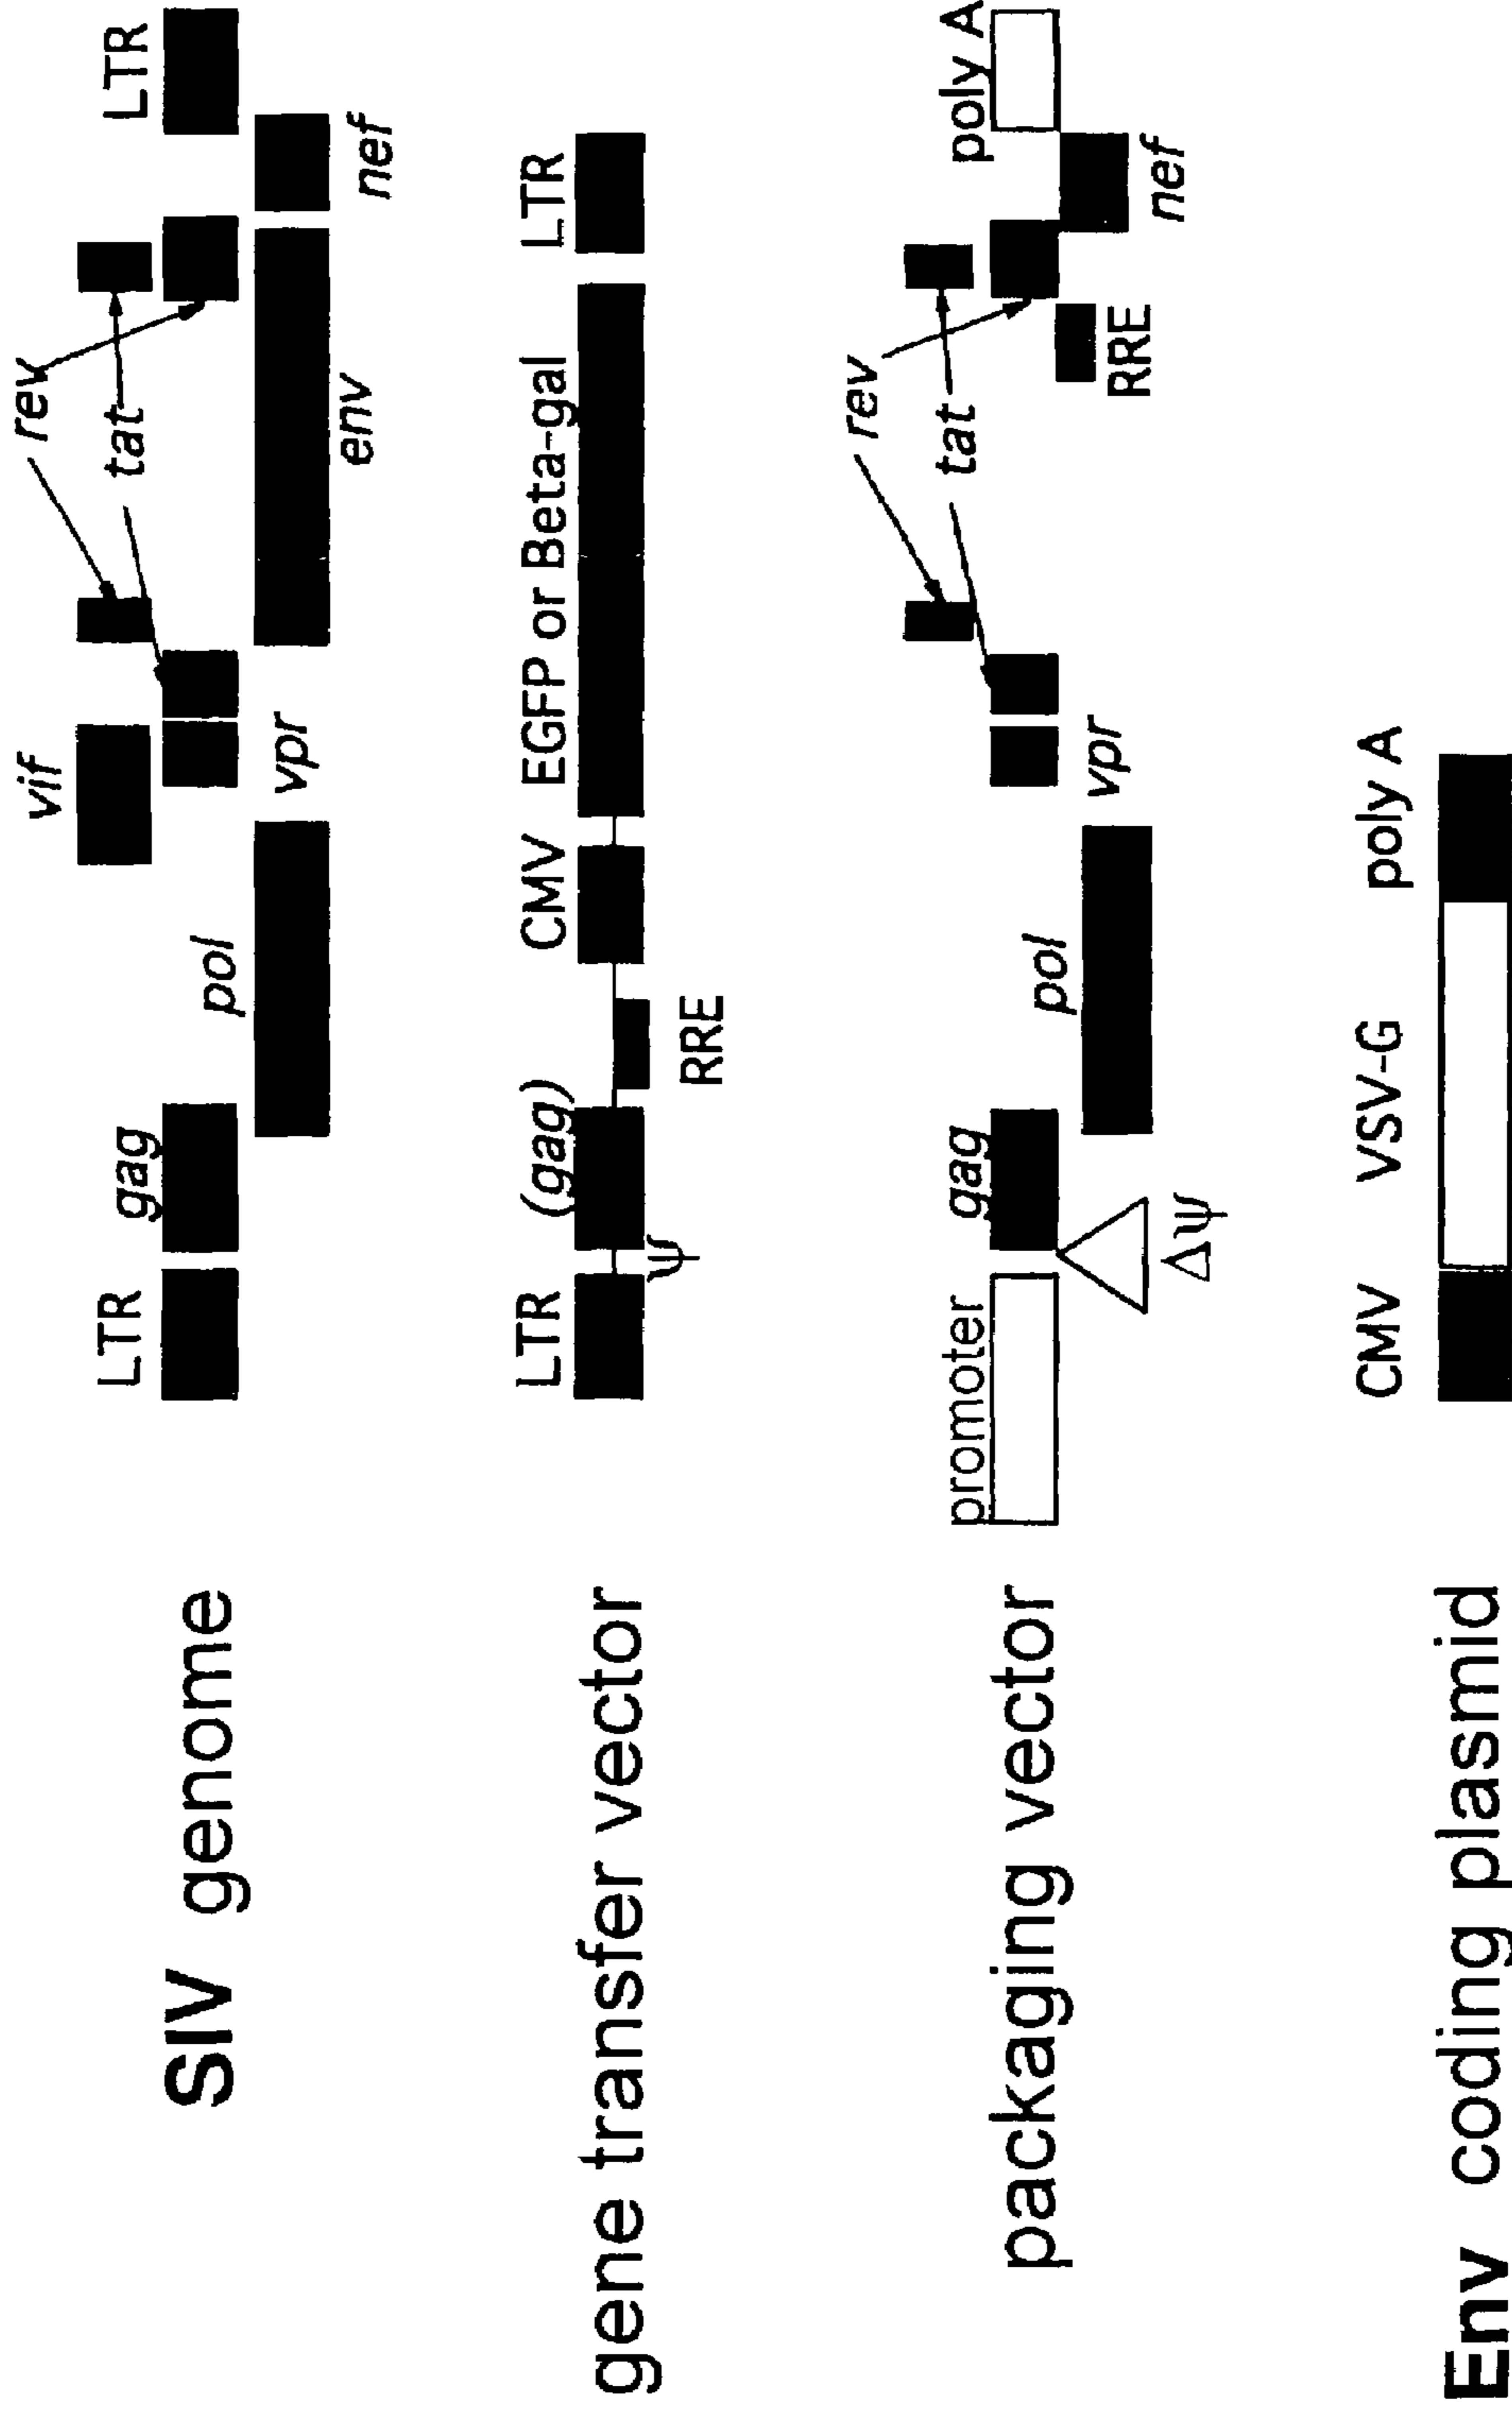 SIV genome
LTR
gag
pol
vif
vpr
rev
tat
env
nef
LTR
gene transfer vector
LTR
ψ
(gag)
RRE
CMV
EGFP or Beta-gal
LTR
packaging vector
promoter
Δψ
gag
pol
vpr
rev
tat
RRE
nef
poly A
Env coding plasmid
CMV
VSV-G
poly A